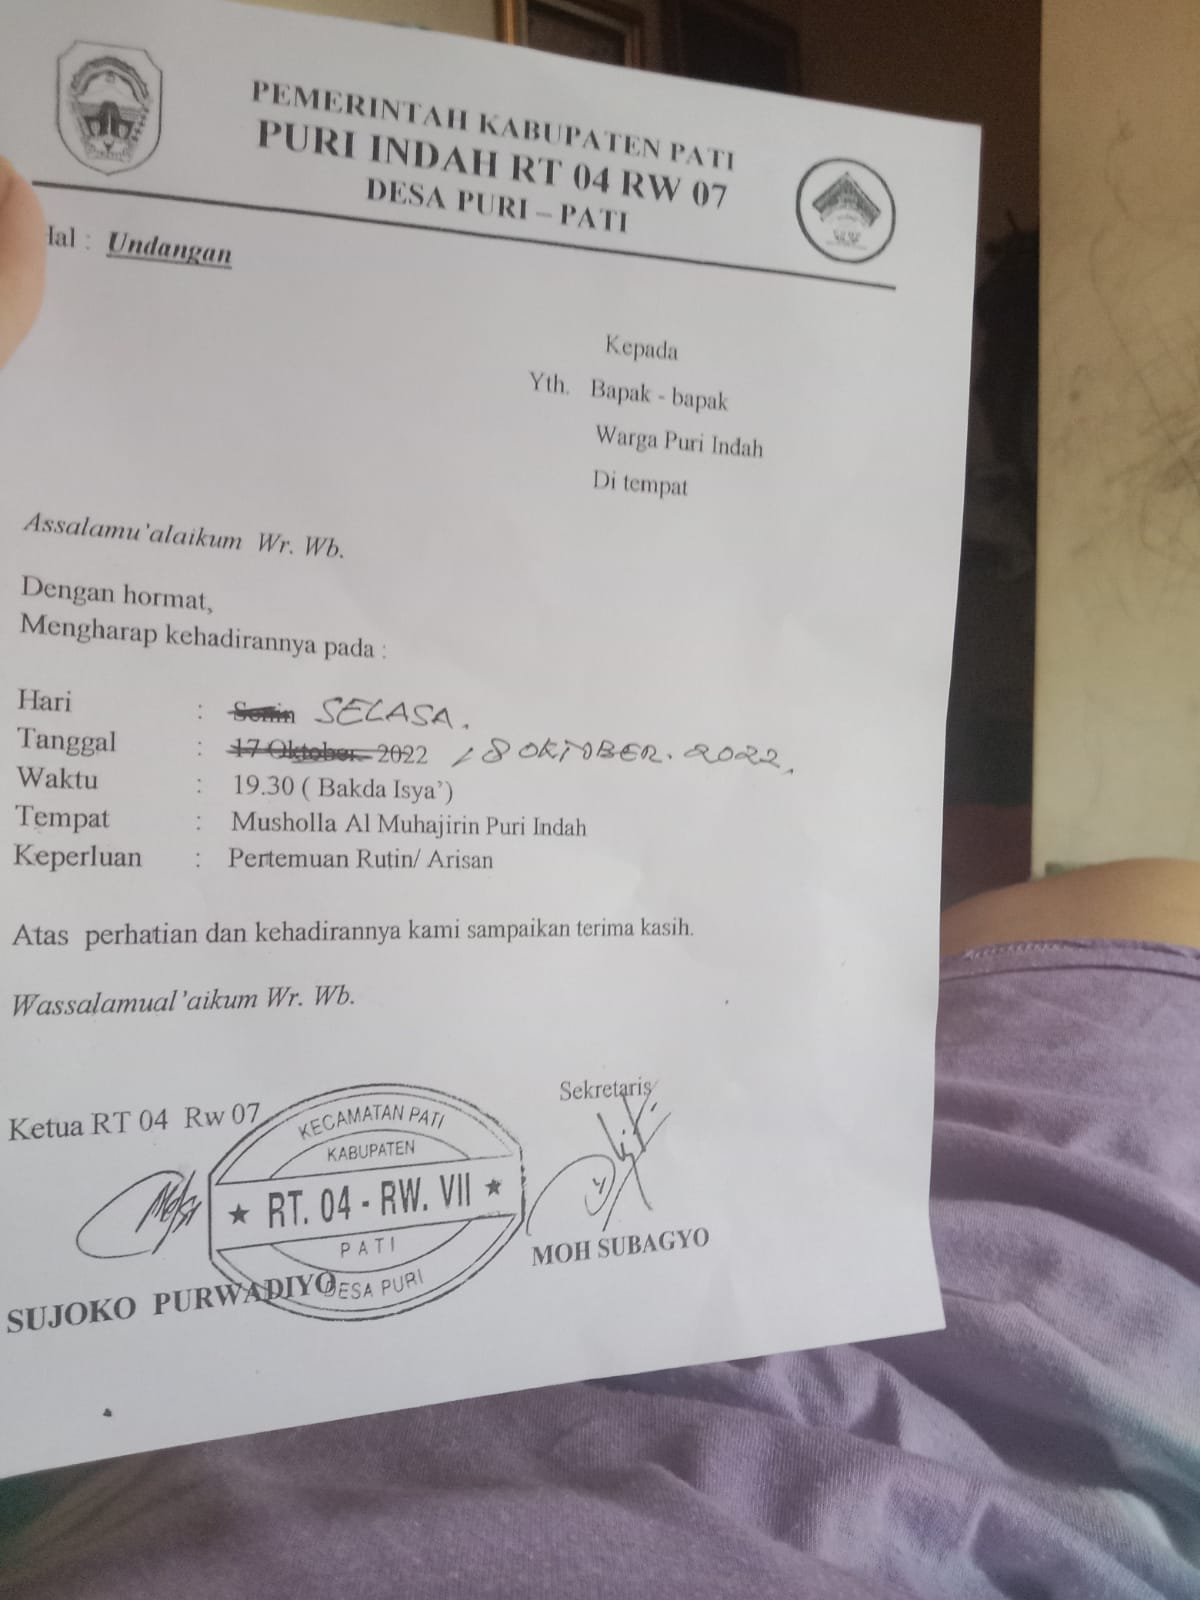 PEMERINTAH KABUPATEN PATI
PURI INDAH RT 04 RW 07
DESA PURI – PATI
Hal : Undangan
Kepada
Yth. Bapak - bapak
Warga Puri Indah
Di tempat
Assalamu'alaikum Wr. Wb.
Dengan hormat,
Mengharap kehadirannya pada :
Hari : Senin SELASA.
Tanggal : 17 Oktober 2022 18 OKTOBER. 2022.
Waktu : 19.30 ( Bakda Isya')
Tempat : Musholla Al Muhajirin Puri Indah
Keperluan : Pertemuan Rutin/ Arisan
Atas perhatian dan kehadirannya kami sampaikan terima kasih.
Wassalamual'aikum Wr. Wb.
Ketua RT 04 Rw 07
Sekretaris
KECAMATAN PATI
KABUPATEN
★ RT. 04 - RW. VII ★
PATI
DESA PURI
SUJOKO PURWADIYO
MOH SUBAGYO